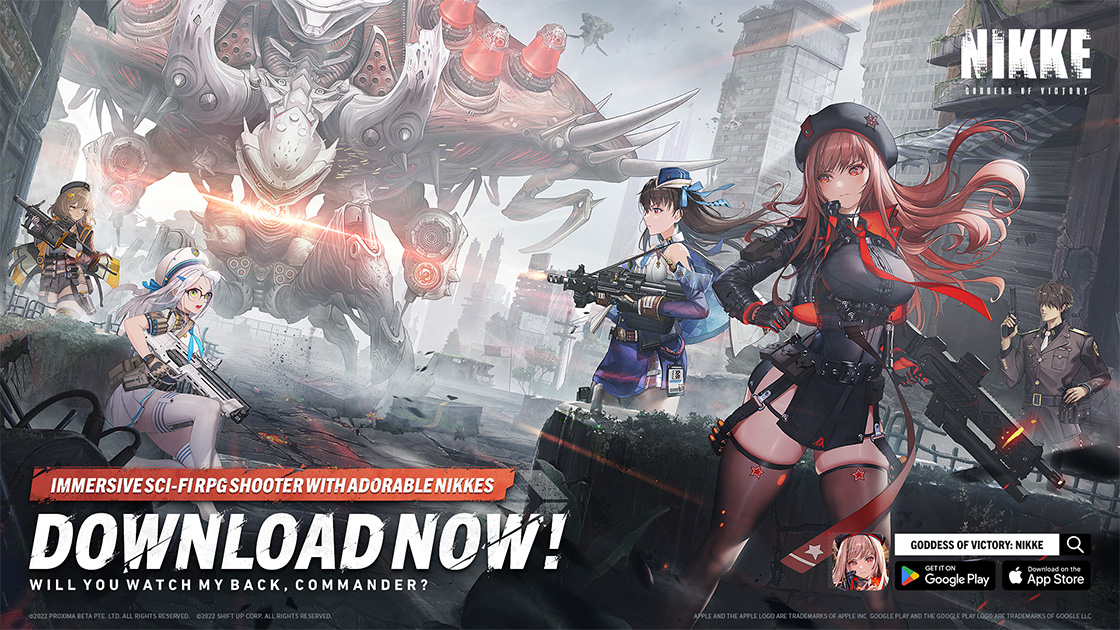 NIKKE
GODDESS OF VICTORY
IMMERSIVE SCI-FI RPG SHOOTER WITH ADORABLE NIKKES
DOWNLOAD NOW!
WILL YOU WATCH MY BACK, COMMANDER?
GODDESS OF VICTORY: NIKKE
GET IT ON
Google Play
Download on the
App Store
©2022 PROXIMA BETA PTE. LTD. ALL RIGHTS RESERVED. ©2022 SHIFT UP CORP. ALL RIGHTS RESERVED.
APPLE AND THE APPLE LOGO ARE TRADEMARKS OF APPLE INC. GOOGLE PLAY AND THE GOOGLE PLAY LOGO ARE TRADEMARKS OF GOOGLE LLC